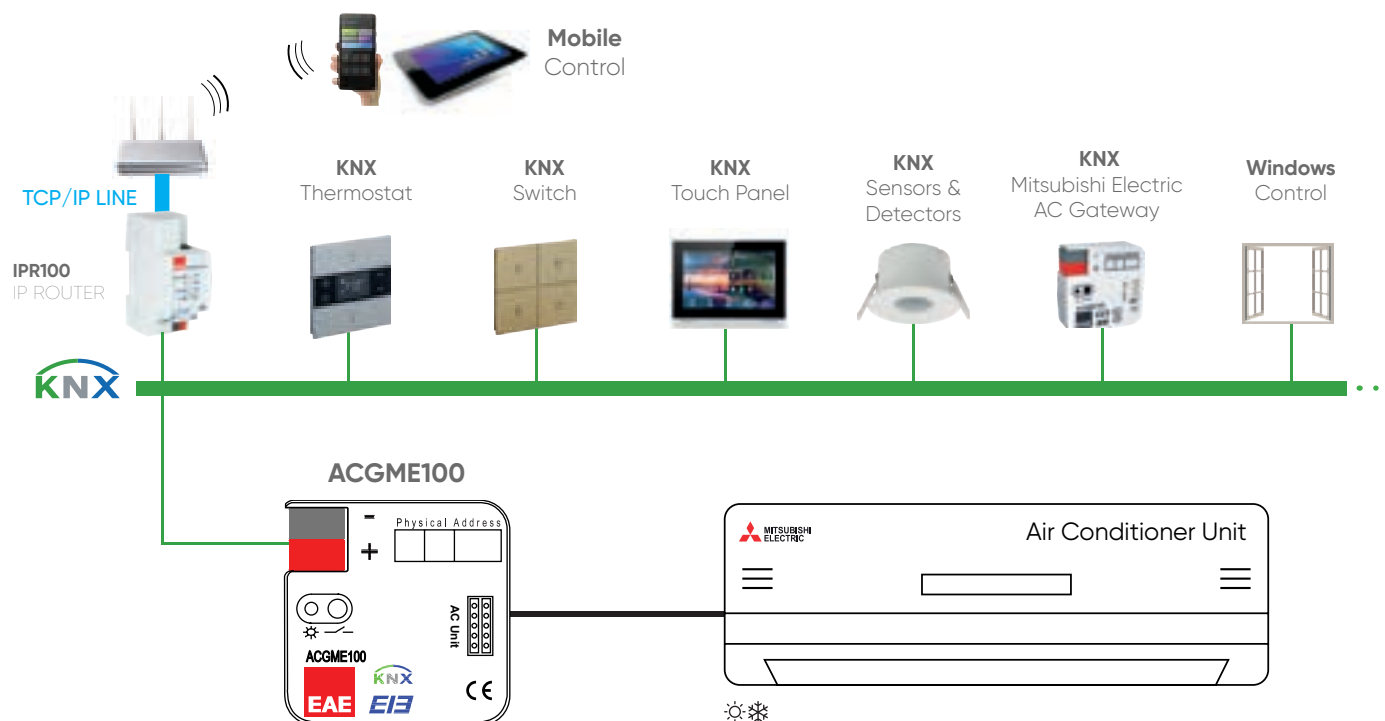 Mobile
Control
TCP/IP LINE
IPR100
IP ROUTER
KNX
Thermostat
KNX
Switch
KNX
Touch Panel
KNX
Sensors &
Detectors
KNX
Mitsubishi Electric
AC Gateway
Windows
Control
KNX
ACGME100
-
+
Physical Address
AC Unit
ACGME100
EAE
KNX
EIB
CE
MITSUBISHI
ELECTRIC
Air Conditioner Unit